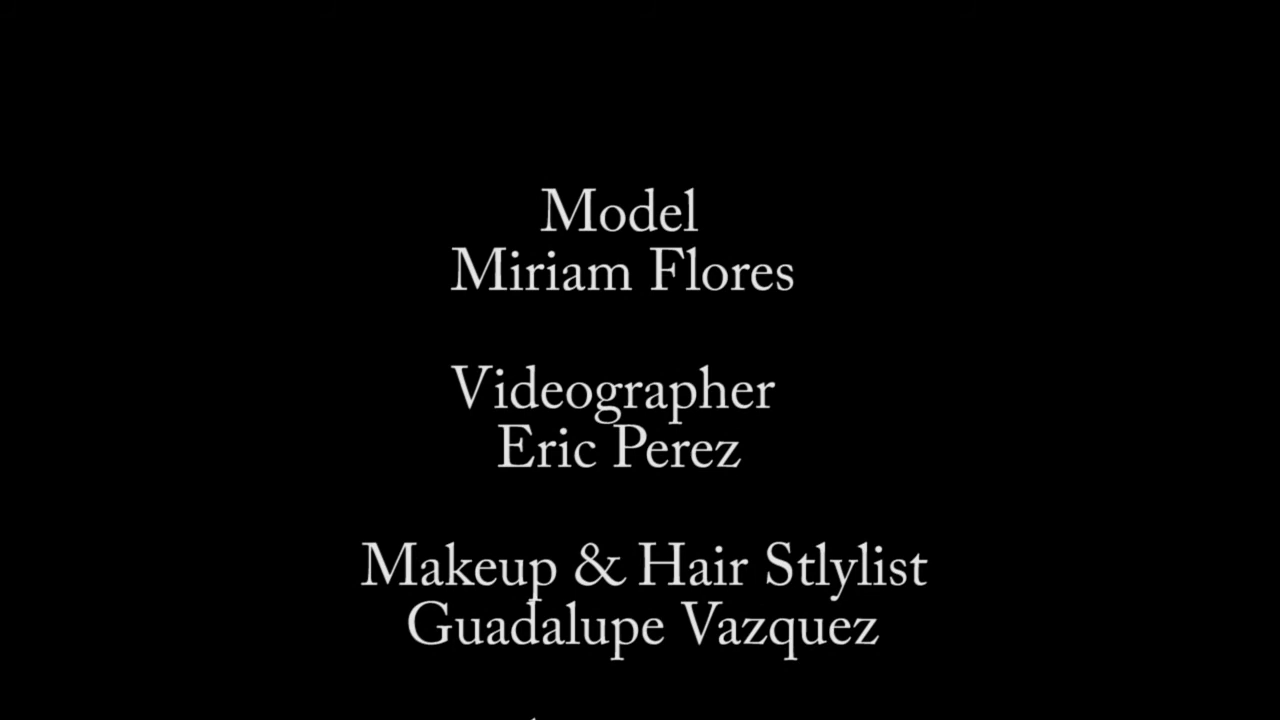 Model
Miriam Flores
Videographer
Eric Perez
Makeup & Hair Stlylist
Guadalupe Vazquez